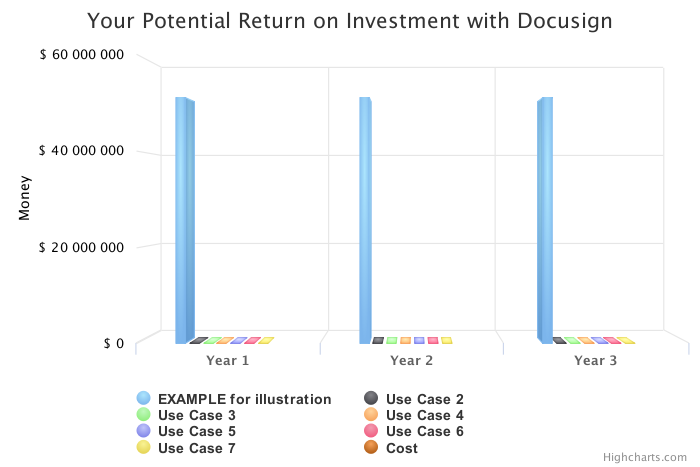 Your Potential Return on Investment with Docusign
$ 60 000 000
$ 40 000 000
Money
$ 20 000 000
$ 0
Year 1 Year 2 Year 3
EXAMPLE for illustration Use Case 2
Use Case 3 Use Case 4
Use Case 5 Use Case 6
Use Case 7 Cost
Highcharts.com